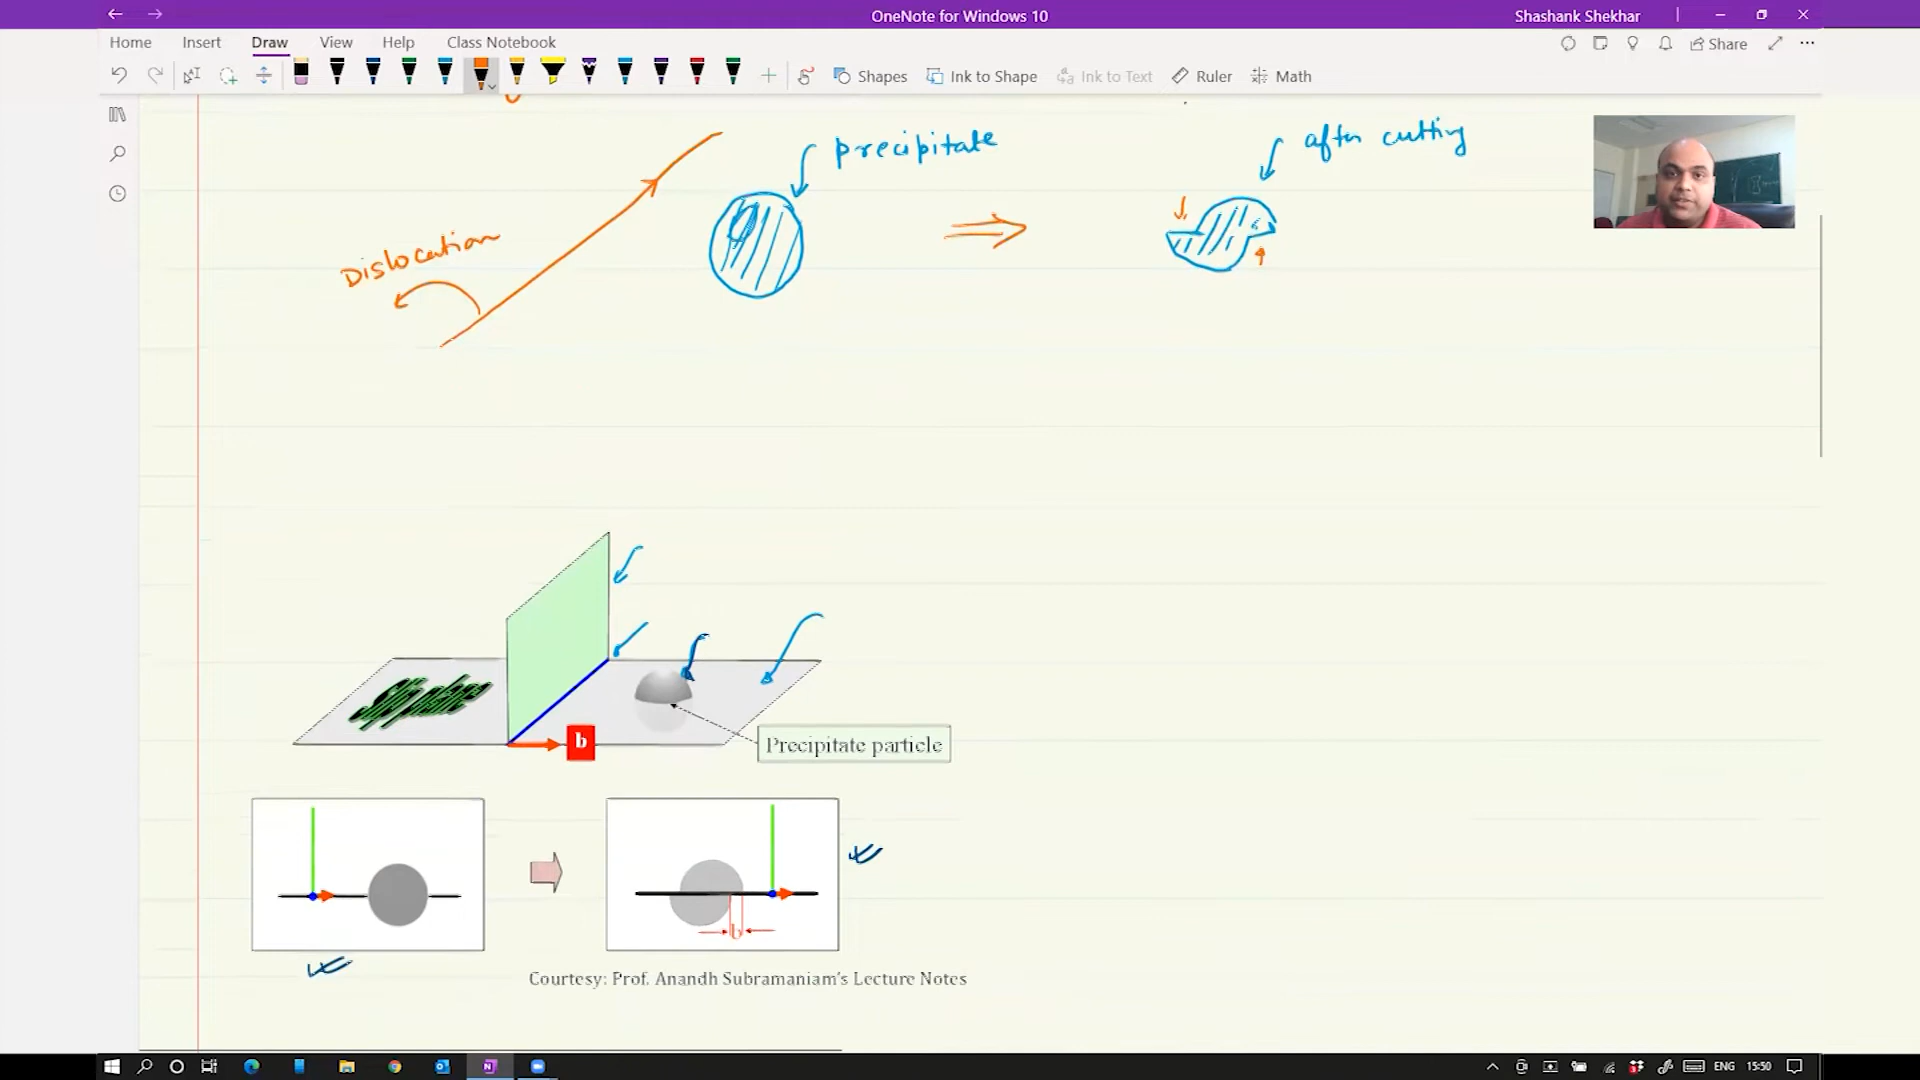 OneNote for Windows 10
Shashank Shekhar
Home Insert Draw View Help Class Notebook
Share
Shapes Ink to Shape Ink to Text Ruler Math
precipitate
after cutting
Dislocation
b
Precipitate particle
b
Courtesy: Prof. Anandh Subramaniam's Lecture Notes
ENG 15:50